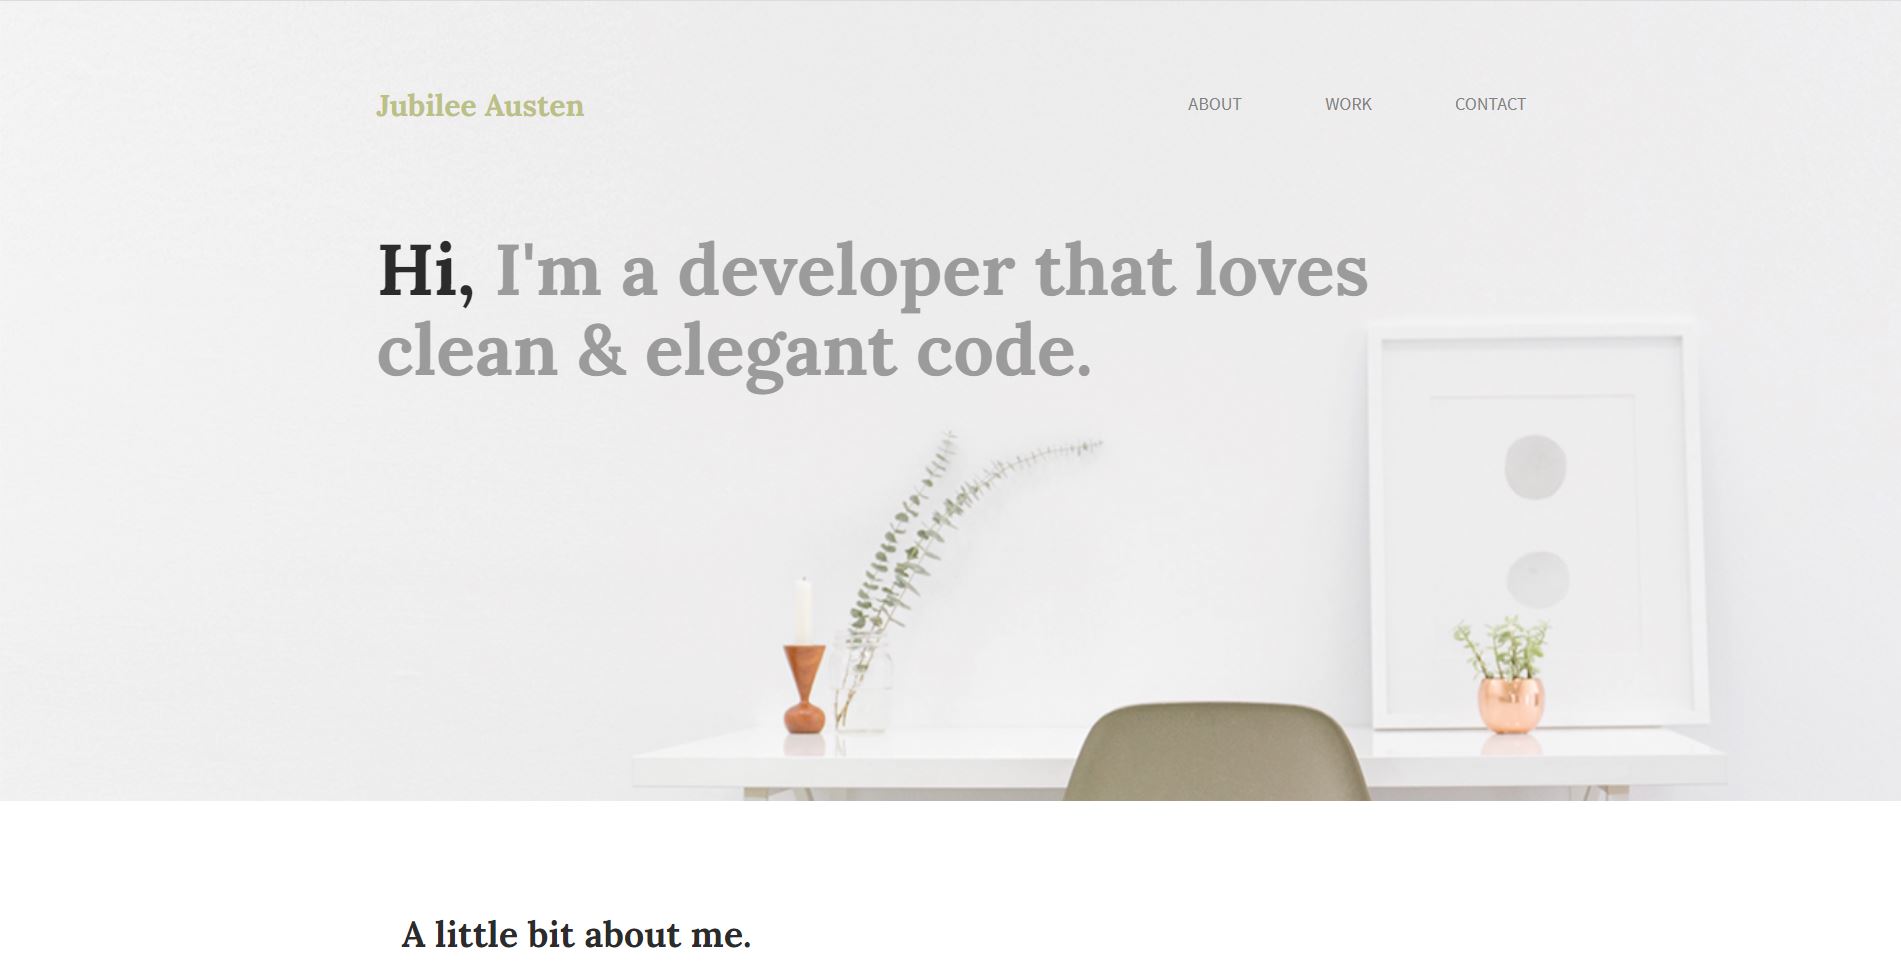 Jubilee Austen
ABOUT WORK CONTACT
Hi, I'm a developer that loves
clean & elegant code.
A little bit about me.